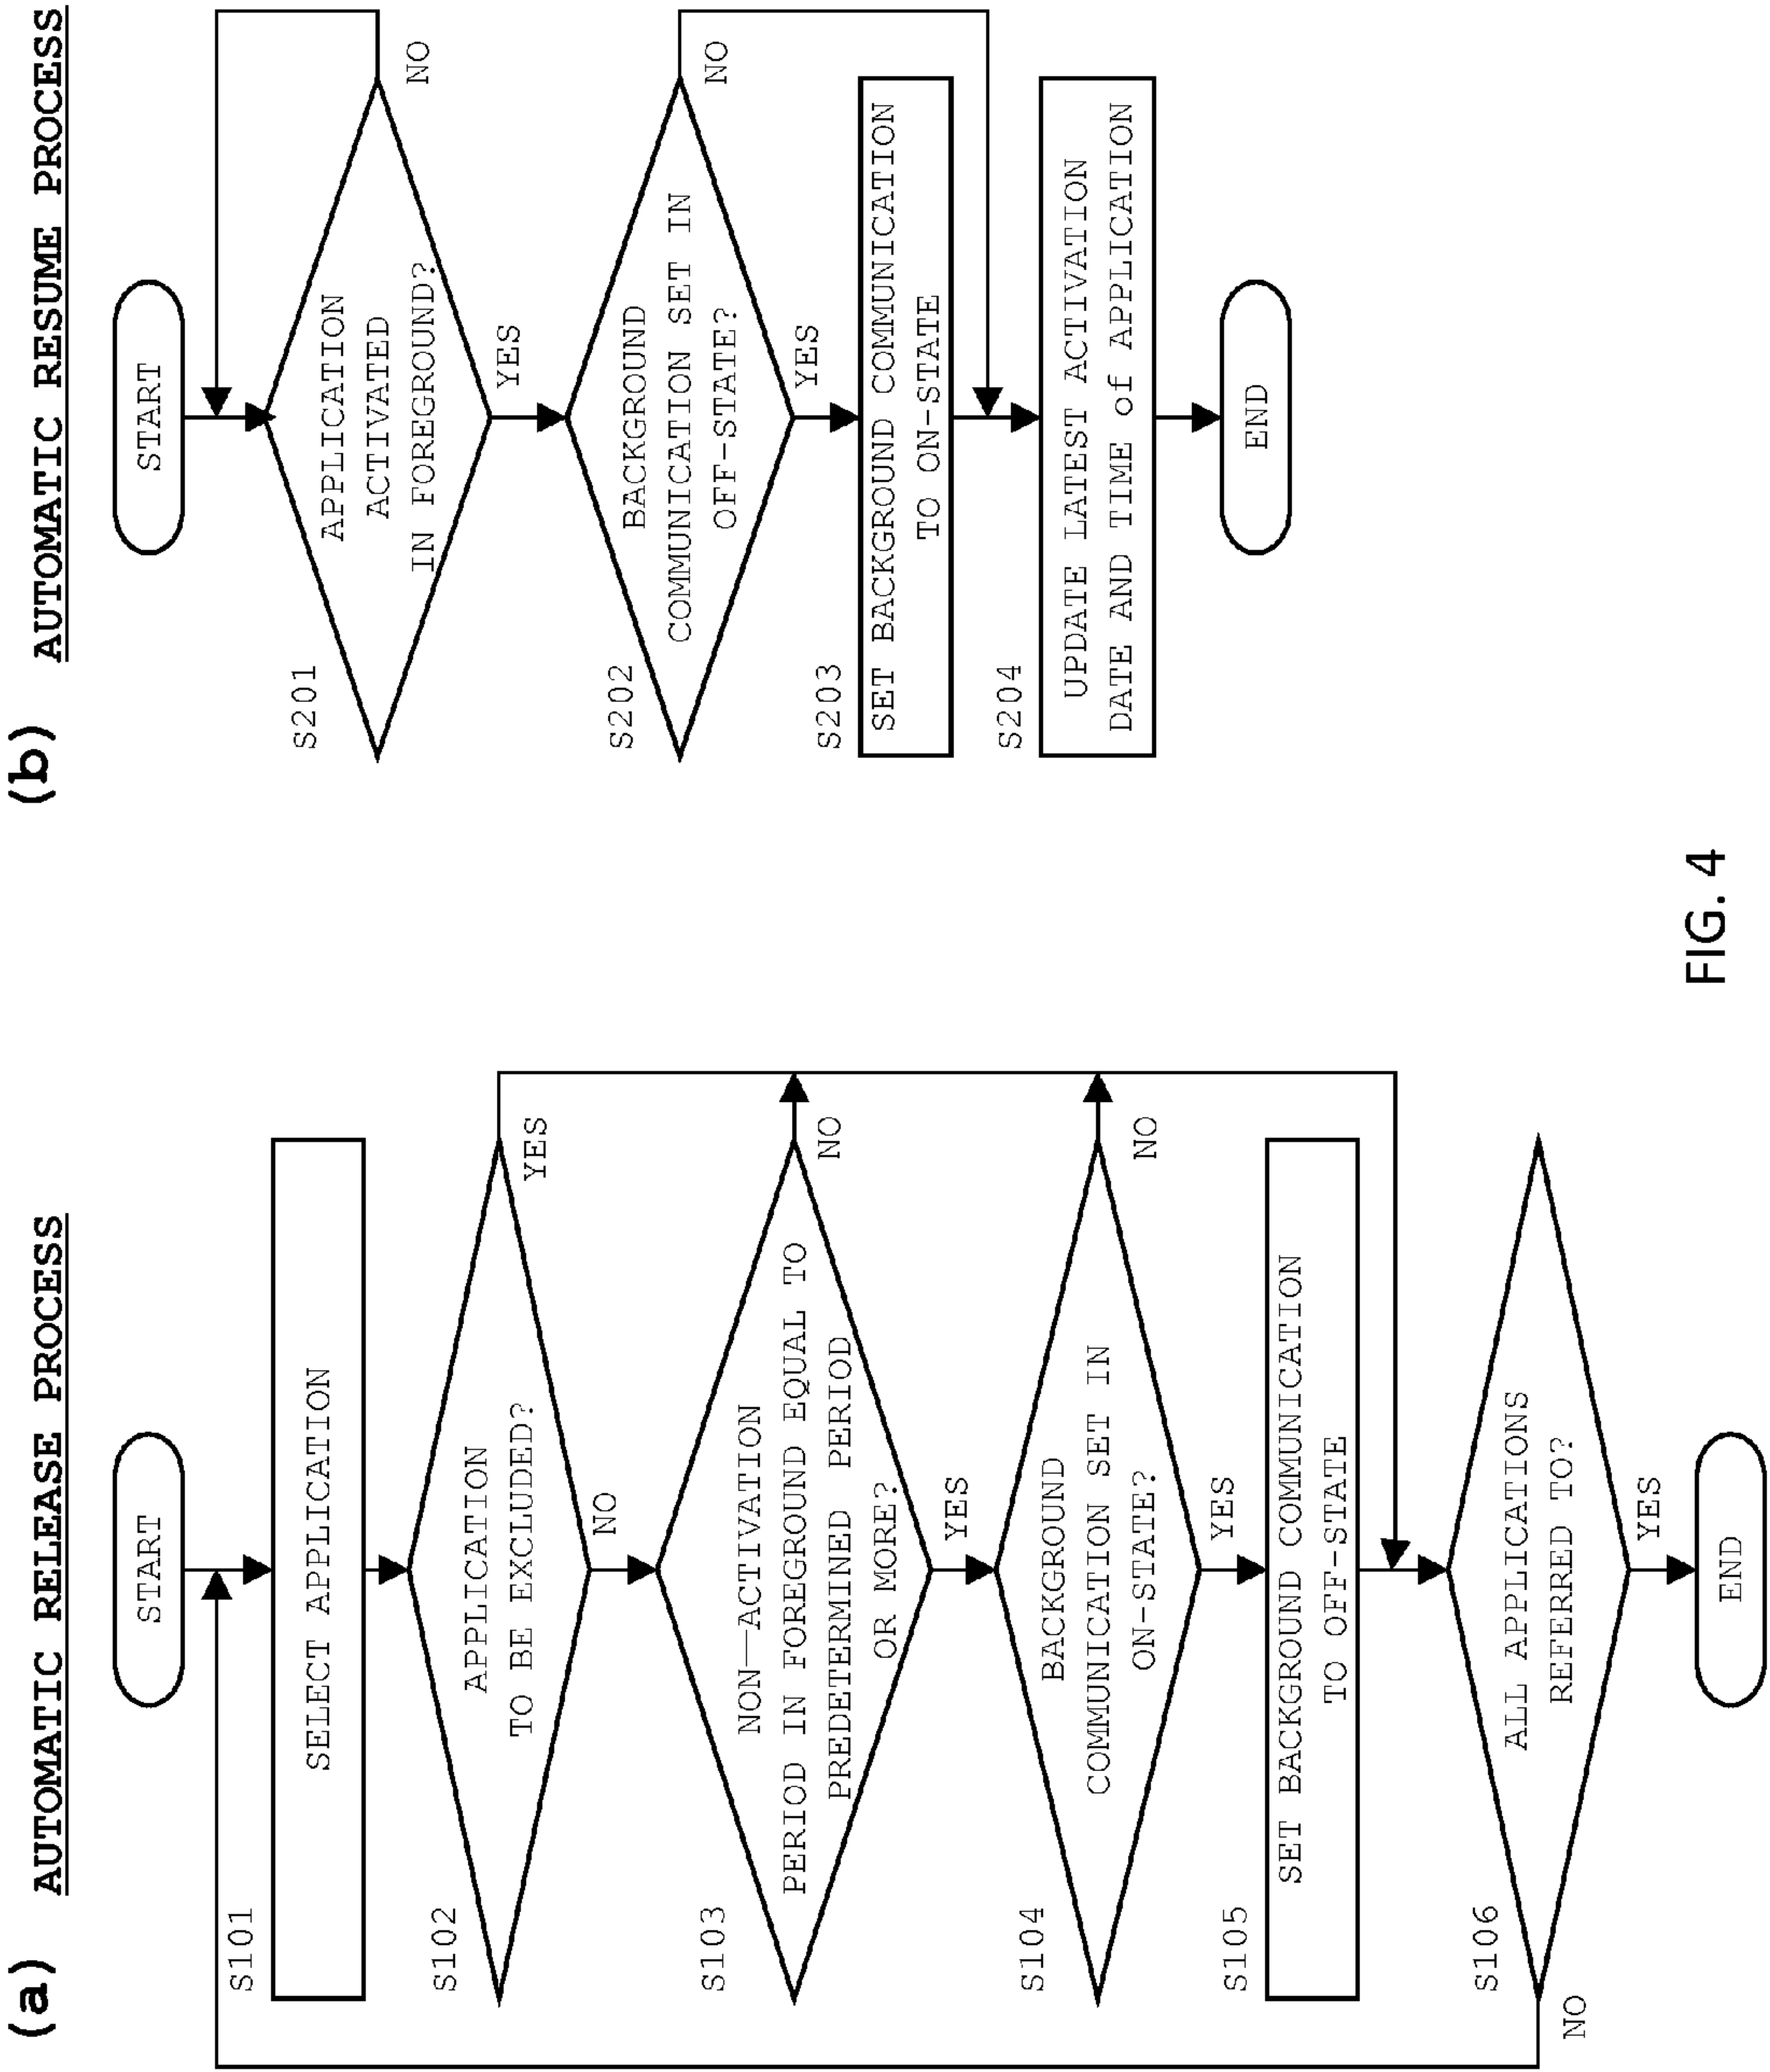 (a) AUTOMATIC RELEASE PROCESS
START
S101
SELECT APPLICATION
S102
APPLICATION
TO BE EXCLUDED?
YES
NO
S103
NON-ACTIVATION
PERIOD IN FOREGROUND EQUAL TO
PREDETERMINED PERIOD
OR MORE?
NO
YES
S104
BACKGROUND
COMMUNICATION SET IN
ON-STATE?
NO
YES
S105
SET BACKGROUND COMMUNICATION
TO OFF-STATE
S106
ALL APPLICATIONS
REFERRED TO?
NO
YES
END
(b) AUTOMATIC RESUME PROCESS
START
S201
APPLICATION
ACTIVATED
IN FOREGROUND?
NO
YES
S202
BACKGROUND
COMMUNICATION SET IN
OFF-STATE?
NO
YES
S203
SET BACKGROUND COMMUNICATION
TO ON-STATE
S204
UPDATE LATEST ACTIVATION
DATE AND TIME of APPLICATION
END
FIG. 4